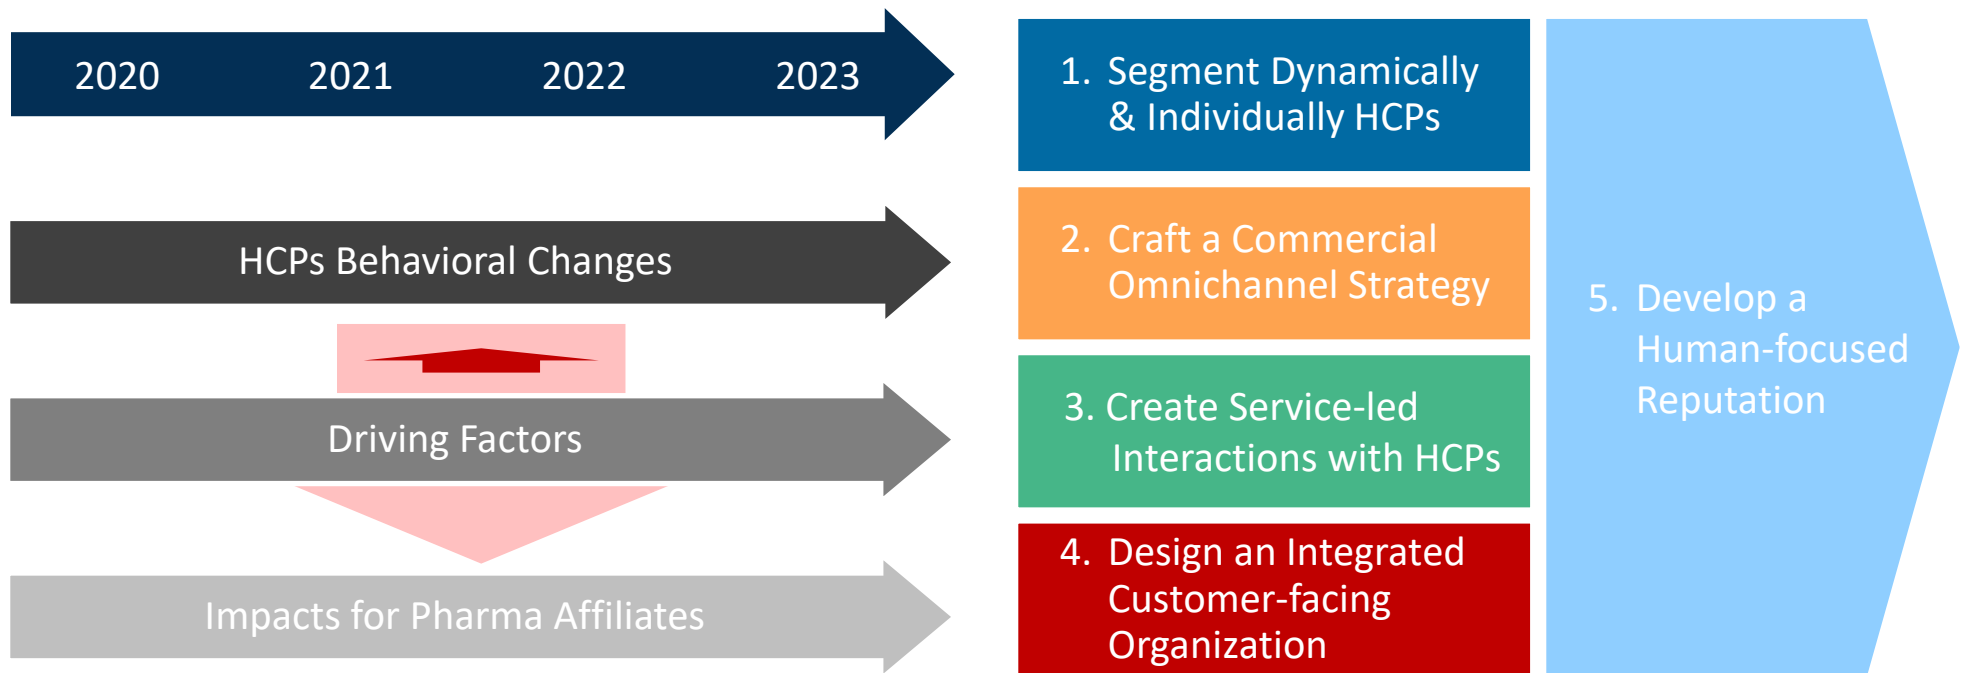 2020 2021 2022 2023
HCPs Behavioral Changes
Driving Factors
Impacts for Pharma Affiliates
1. Segment Dynamically
& Individually HCPs
2. Craft a Commercial
Omnichannel Strategy
3. Create Service-led
Interactions with HCPs
4. Design an Integrated
Customer-facing
Organization
5. Develop a
Human-focused
Reputation